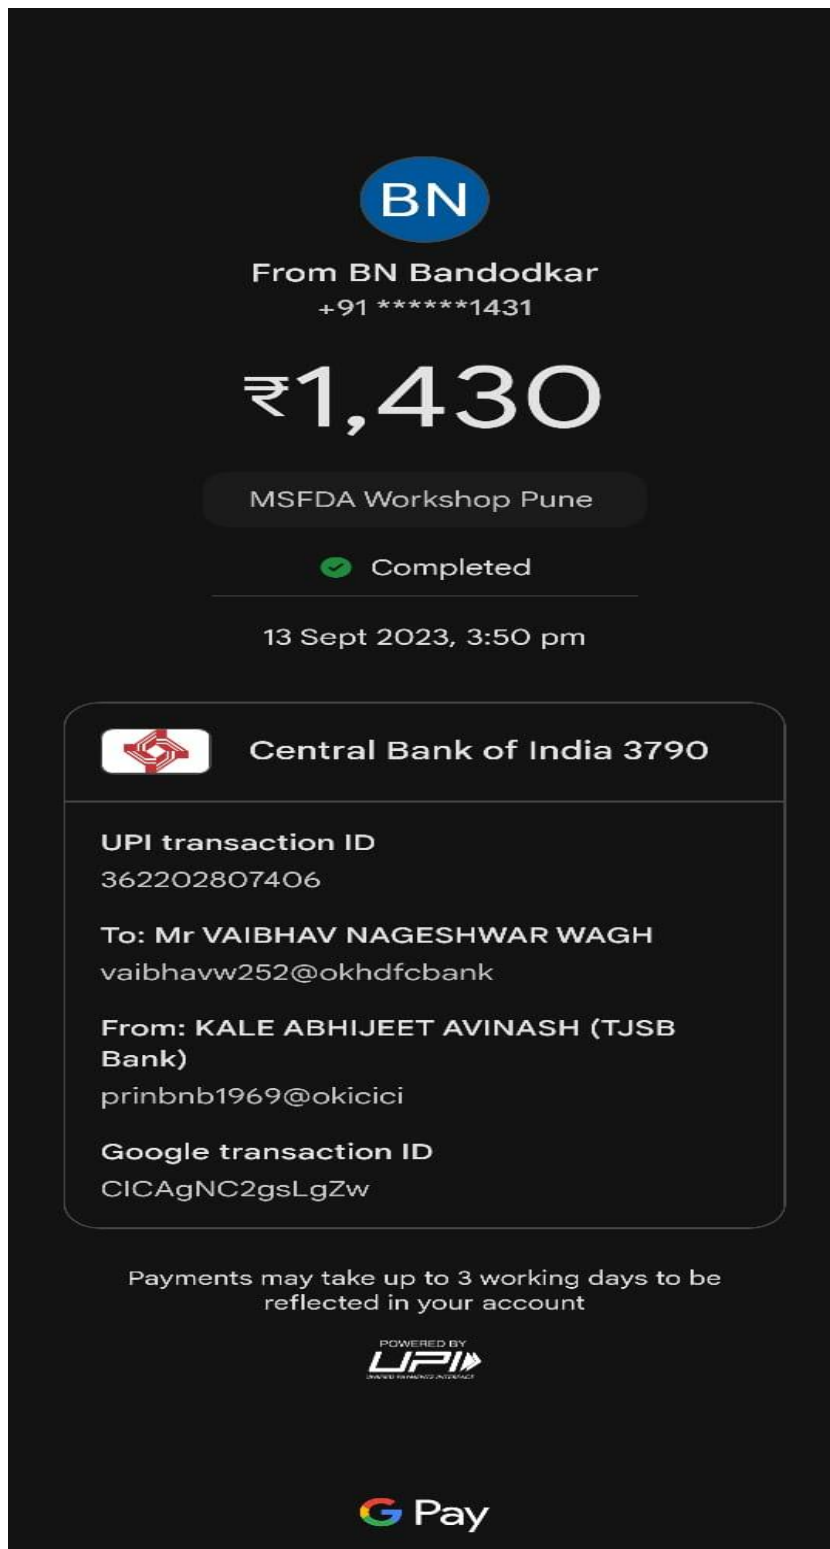 BN
From BN Bandodkar
+91 ******1431
₹1,430
MSFDA Workshop Pune
Completed
13 Sept 2023, 3:50 pm
Central Bank of India 3790
UPI transaction ID
362202807406
To: Mr VAIBHAV NAGESHWAR WAGH
vaibhavw252@okhdfcbank
From: KALE ABHIJEET AVINASH (TJSB
Bank)
prinbnb1969@okicici
Google transaction ID
CICAgNC2gsLgZw
Payments may take up to 3 working days to be
reflected in your account
POWERED BY
UPI
UNIFIED PAYMENTS INTERFACE
G Pay